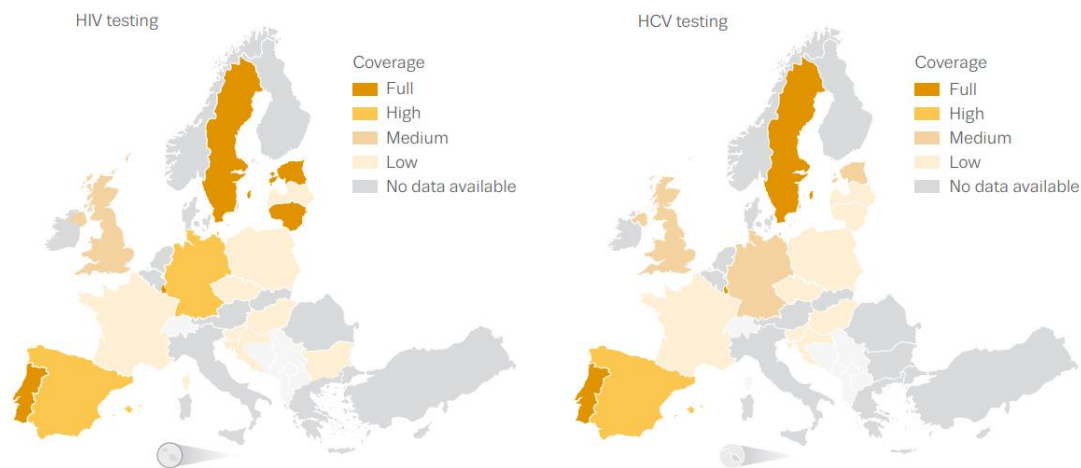 HIV testing
Coverage
Full
High
Medium
Low
No data available
HCV testing
Coverage
Full
High
Medium
Low
No data available